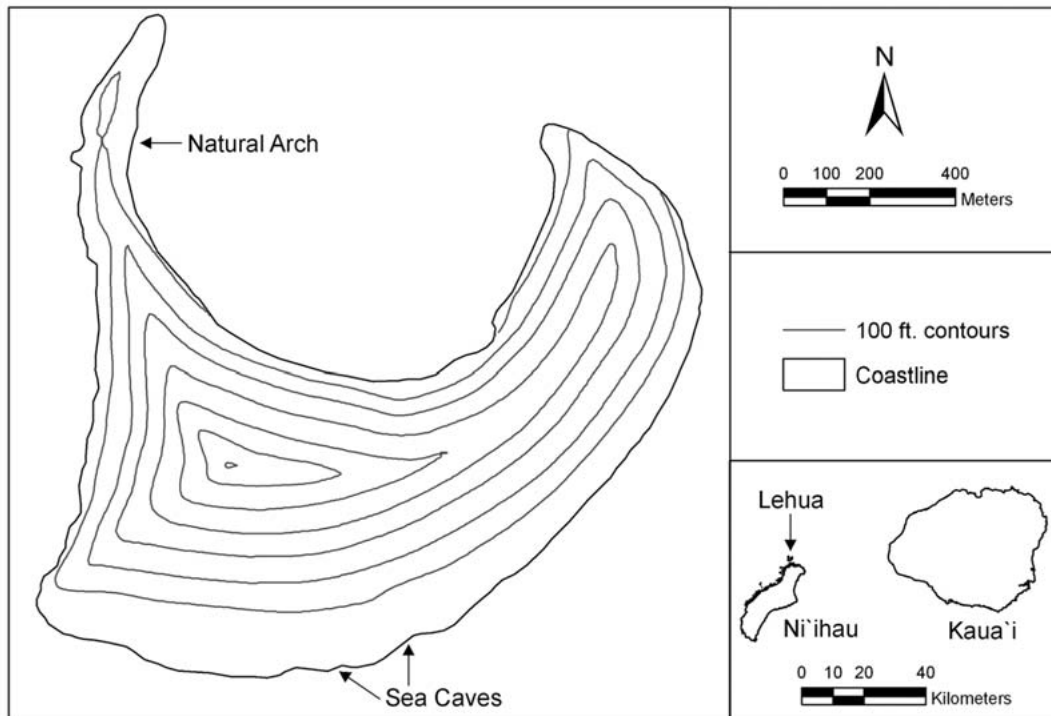 Natural Arch
Sea Caves
N
0 100 200 400
Meters
100 ft. contours
Coastline
Lehua
Ni`ihau
Kaua`i
0 10 20 40
Kilometers